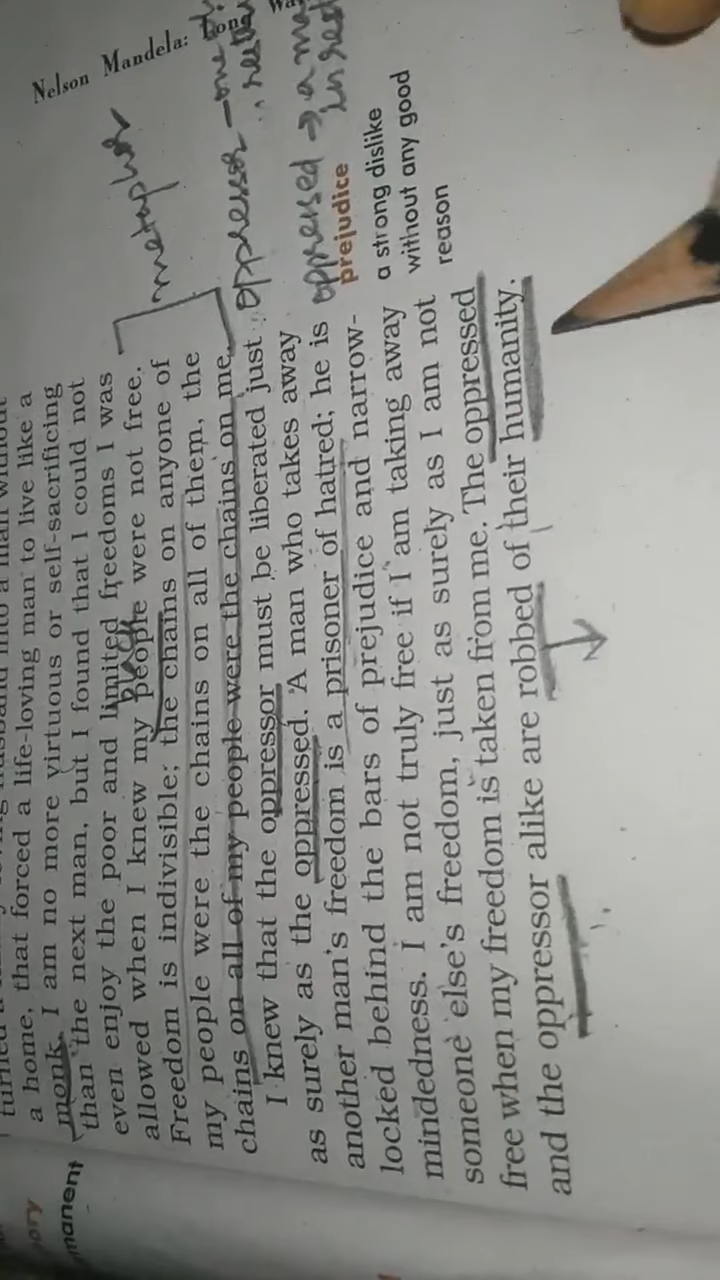 Nelson Mandela: Long Wa
metaphor
oppressor — one
oppressed → a m
in res
prejudice
a strong dislike
without any good
reason
a home, that forced a life-loving man to live like a
monk. I am no more virtuous or self-sacrificing
than the next man, but I found that I could not
even enjoy the poor and limited freedoms I was
black
allowed when I knew my people were not free.
Freedom is indivisible; the chains on anyone of
my people were the chains on all of them, the
chains on all of my people were the chains on me.
I knew that the oppressor must be liberated just
as surely as the oppressed. A man who takes away
another man's freedom is a prisoner of hatred; he is
locked behind the bars of prejudice and narrow-
mindedness. I am not truly free if I am taking away
someone else's freedom, just as surely as I am not
free when my freedom is taken from me. The oppressed
and the oppressor alike are robbed of their humanity.
ory
manent